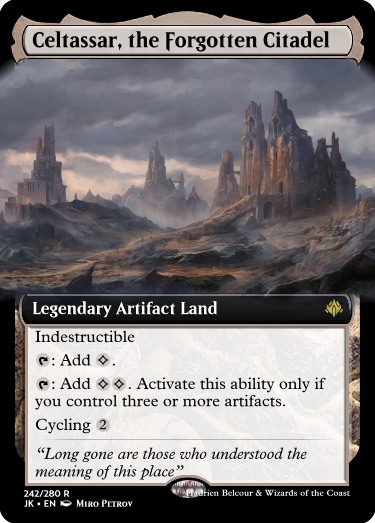 Celtassar, the Forgotten Citadel
Legendary Artifact Land
Indestructible
: Add .
: Add . Activate this ability only if
you control three or more artifacts.
Cycling 2
“Long gone are those who understood the
meaning of this place”
242/280 R
JK • EN Miro Petrov
Belcour & Wizards of the Coast